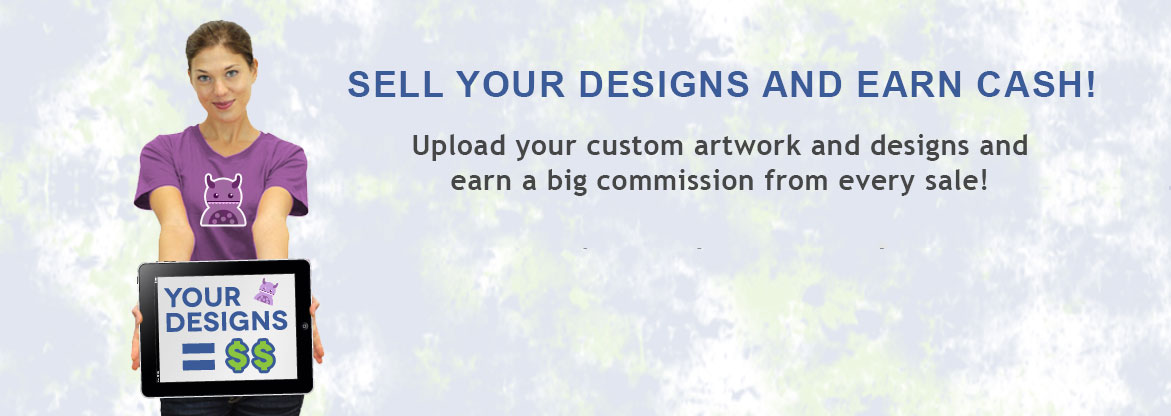 SELL YOUR DESIGNS AND EARN CASH!
Upload your custom artwork and designs and
earn a big commission from every sale!
YOUR
DESIGNS
= $$